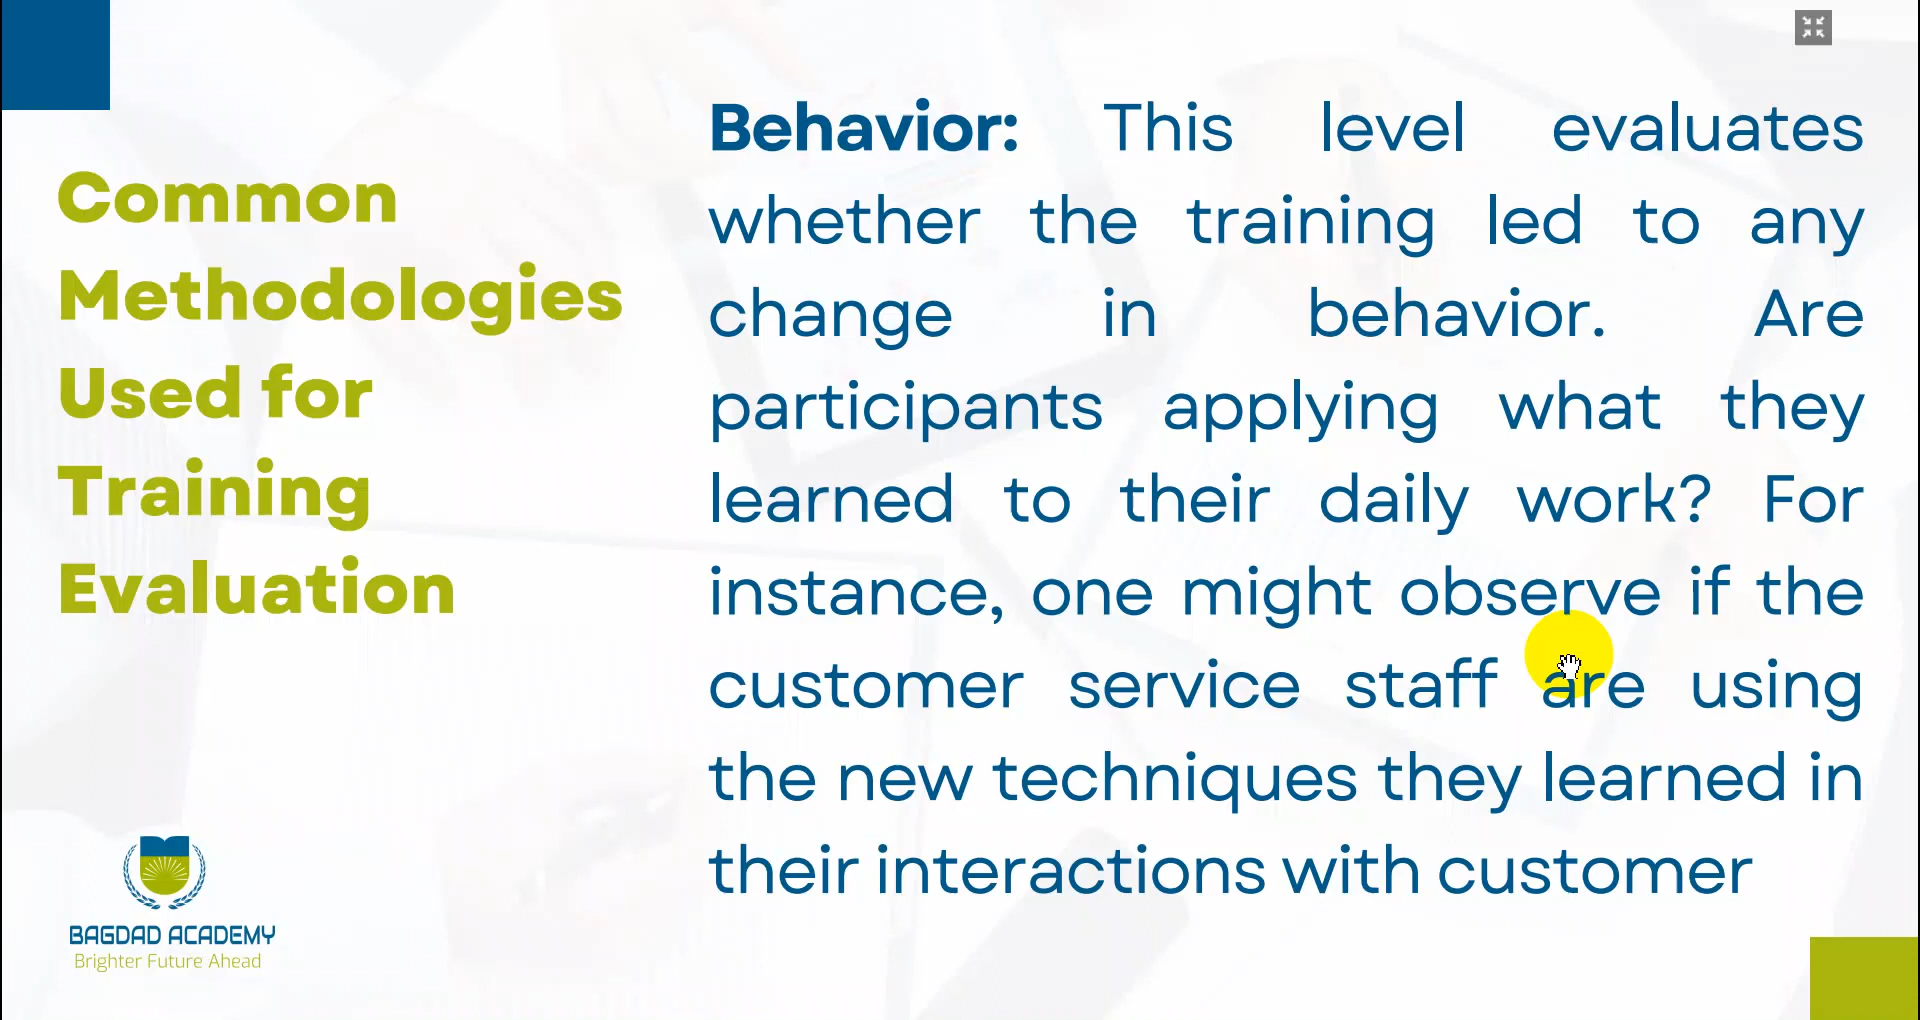 Common
Methodologies
Used for
Training
Evaluation
Behavior: This level evaluates
whether the training led to any
change in behavior. Are
participants applying what they
learned to their daily work? For
instance, one might observe if the
customer service staff are using
the new techniques they learned in
their interactions with customer
BAGDAD ACADEMY
Brighter Future Ahead